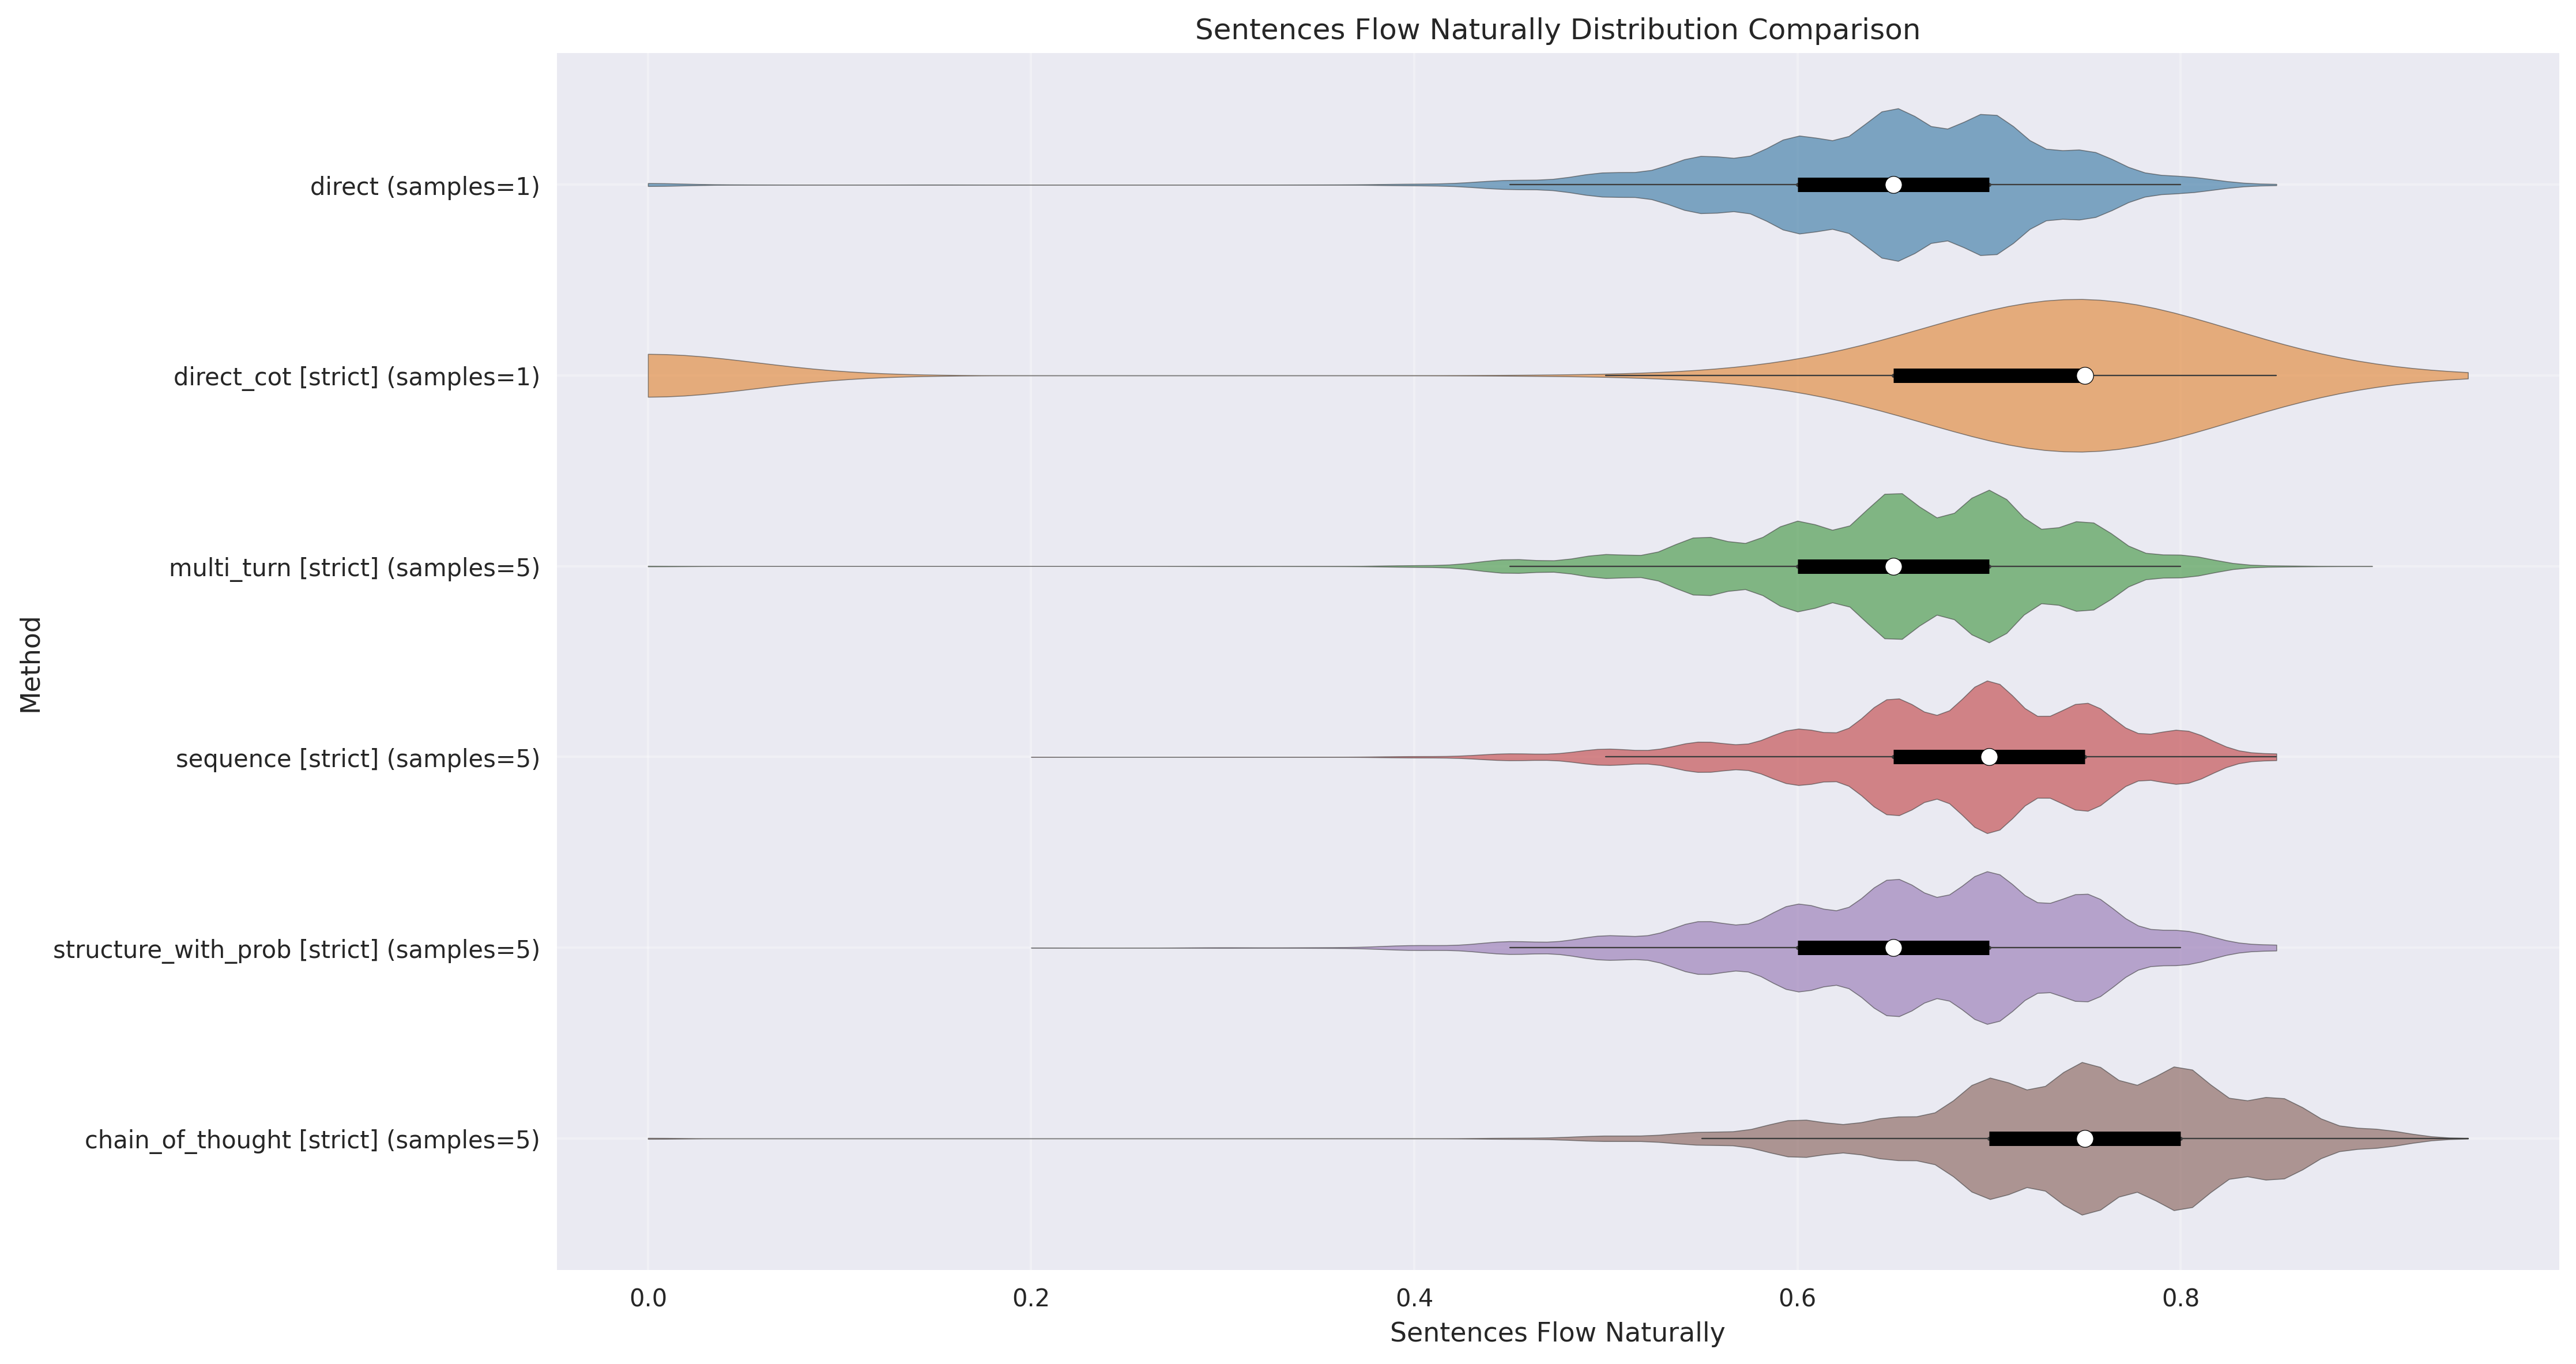 Sentences Flow Naturally Distribution Comparison
direct (samples=1)
direct_cot [strict] (samples=1)
multi_turn [strict] (samples=5)
sequence [strict] (samples=5)
structure_with_prob [strict] (samples=5)
chain_of_thought [strict] (samples=5)
Method
0.0 0.2 0.4 0.6 0.8
Sentences Flow Naturally